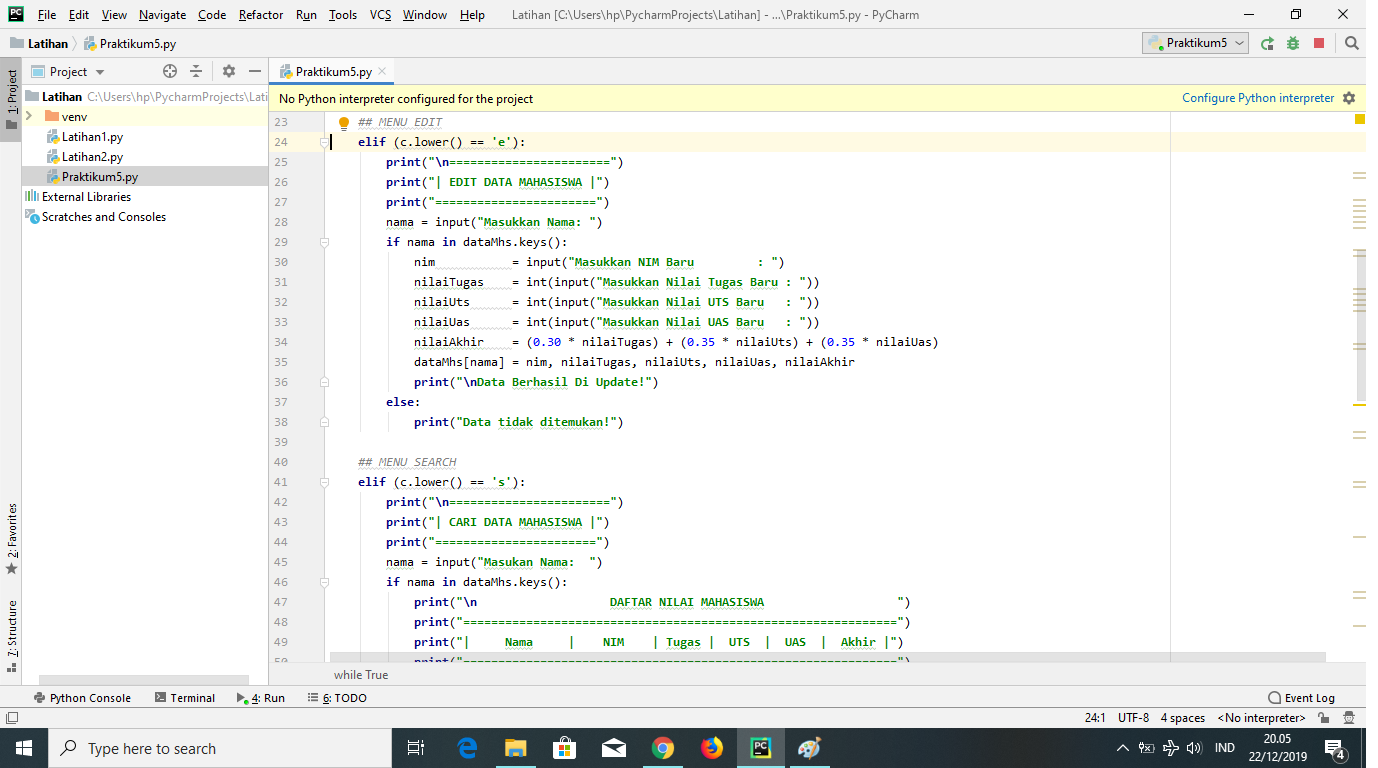 File Edit View Navigate Code Refactor Run Tools VCS Window Help Latihan [C:\Users\hp\PycharmProjects\Latihan] - ...\Praktikum5.py - PyCharm
Latihan Praktikum5.py Praktikum5
1: Project
Project
Praktikum5.py
Latihan C:\Users\hp\PycharmProjects\Lati
venv
Latihan1.py
Latihan2.py
Praktikum5.py
External Libraries
Scratches and Consoles
2: Favorites
7: Structure
No Python interpreter configured for the project Configure Python interpreter
23 ## MENU EDIT
24 elif (c.lower() == 'e'):
25 print("\n=======================")
26 print("| EDIT DATA MAHASISWA |")
27 print("=======================")
28 nama = input("Masukkan Nama: ")
29 if nama in dataMhs.keys():
30 nim = input("Masukkan NIM Baru : ")
31 nilaiTugas = int(input("Masukkan Nilai Tugas Baru : "))
32 nilaiUts = int(input("Masukkan Nilai UTS Baru : "))
33 nilaiUas = int(input("Masukkan Nilai UAS Baru : "))
34 nilaiAkhir = (0.30 * nilaiTugas) + (0.35 * nilaiUts) + (0.35 * nilaiUas)
35 dataMhs[nama] = nim, nilaiTugas, nilaiUts, nilaiUas, nilaiAkhir
36 print("\nData Berhasil Di Update!")
37 else:
38 print("Data tidak ditemukan!")
39
40 ## MENU SEARCH
41 elif (c.lower() == 's'):
42 print("\n=======================")
43 print("| CARI DATA MAHASISWA |")
44 print("=======================")
45 nama = input("Masukan Nama:  ")
46 if nama in dataMhs.keys():
47 print("\n DAFTAR NILAI MAHASISWA ")
48 print("==============================================================")
49 print("| Nama | NIM | Tugas | UTS | UAS | Akhir |")
50 print("==============================================================")
while True
Python Console Terminal 4: Run 6: TODO Event Log
24:1 UTF-8 4 spaces <No interpreter>
Type here to search
PC
IND
20.05
22/12/2019
4